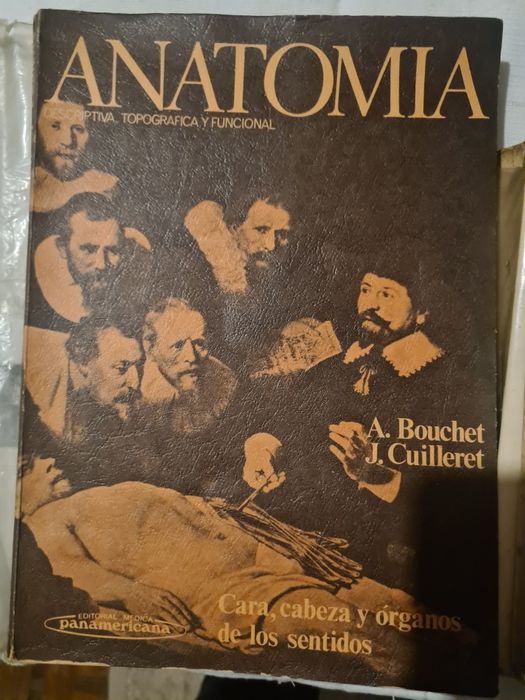 ANATOMIA
DESCRIPTIVA, TOPOGRAFICA Y FUNCIONAL
A. Bouchet
J. Cuilleret
Cara, cabeza y órganos
de los sentidos
EDITORIAL MEDICA
panamericana